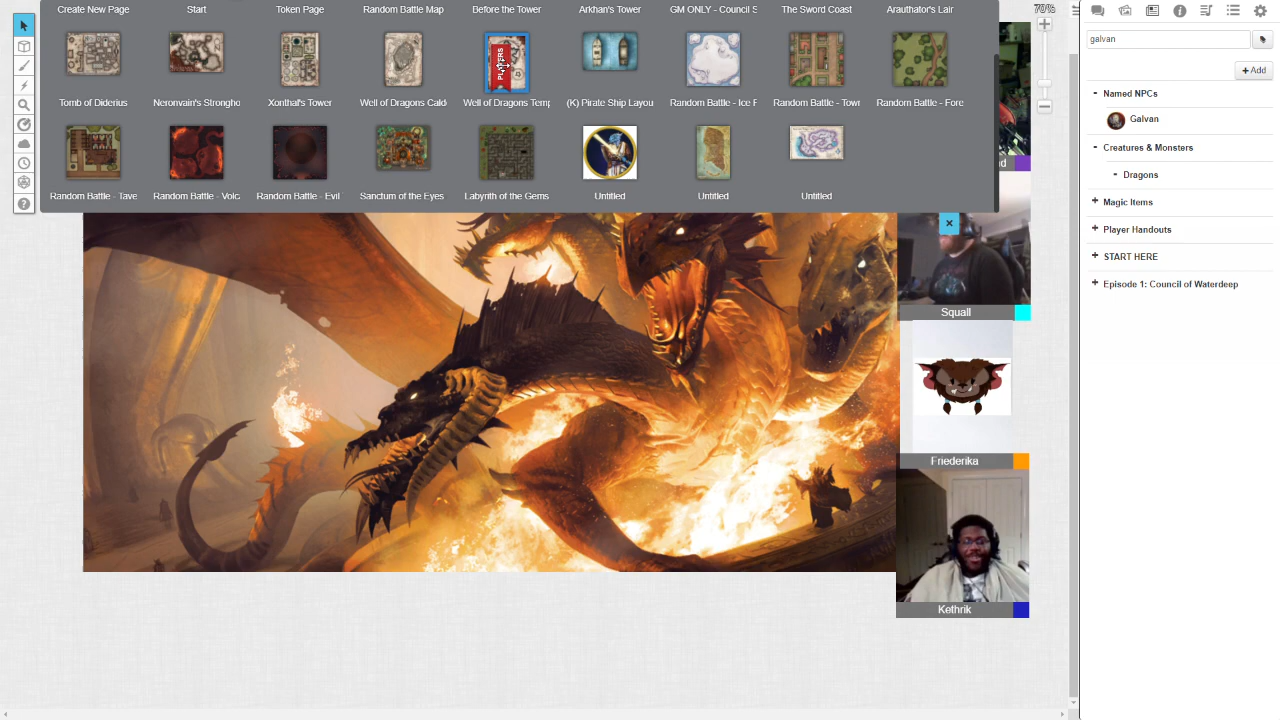 Create New Page
Start
Token Page
Random Battle Map
Before the Tower
Arkhan's Tower
GM ONLY - Council S
The Sword Coast
Arauthator's Lair
70%
galvan
PLAYERS
+ Add
Named NPCs
Galvan
Creatures & Monsters
Dragons
Magic Items
Player Handouts
START HERE
Episode 1: Council of Waterdeep
Tomb of Diderius
Neronvain's Strongho
Xonthal's Tower
Well of Dragons Cald
Well of Dragons Temp
(K) Pirate Ship Layou
Random Battle - Ice F
Random Battle - Town
Random Battle - Fore
Random Battle - Tave
Random Battle - Volc
Random Battle - Evil
Sanctum of the Eyes
Labyrith of the Gems
Untitled
Untitled
Untitled
Squall
Friederika
Kethrik